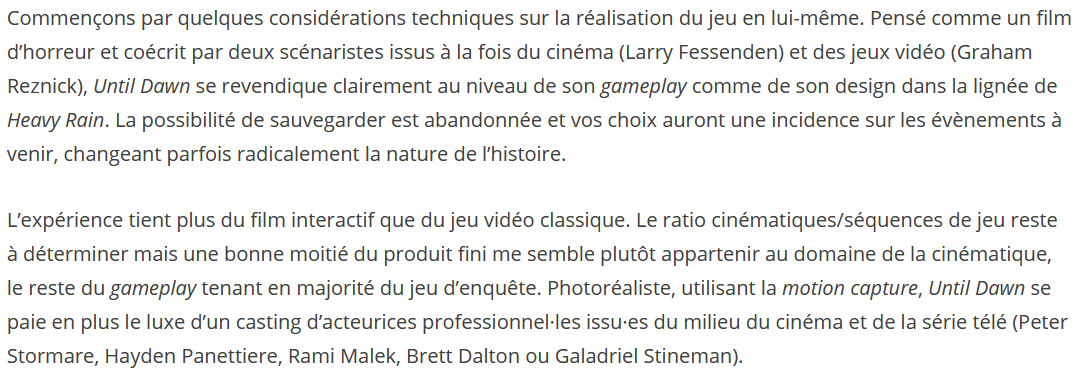 Commençons par quelques considérations techniques sur la réalisation du jeu en lui-même. Pensé comme un film
d’horreur et coécrit par deux scénaristes issus à la fois du cinéma (Larry Fessenden) et des jeux vidéo (Graham
Reznick), Until Dawn se revendique clairement au niveau de son gameplay comme de son design dans la lignée de
Heavy Rain. La possibilité de sauvegarder est abandonnée et vos choix auront une incidence sur les évènements à
venir, changeant parfois radicalement la nature de l’histoire.
L’expérience tient plus du film interactif que du jeu vidéo classique. Le ratio cinématiques/séquences de jeu reste
à déterminer mais une bonne moitié du produit fini me semble plutôt appartenir au domaine de la cinématique,
le reste du gameplay tenant en majorité du jeu d’enquête. Photoréaliste, utilisant la motion capture, Until Dawn se
paie en plus le luxe d’un casting d’acteurices professionnel·les issu·es du milieu du cinéma et de la série télé (Peter
Stormare, Hayden Panettiere, Rami Malek, Brett Dalton ou Galadriel Stineman).